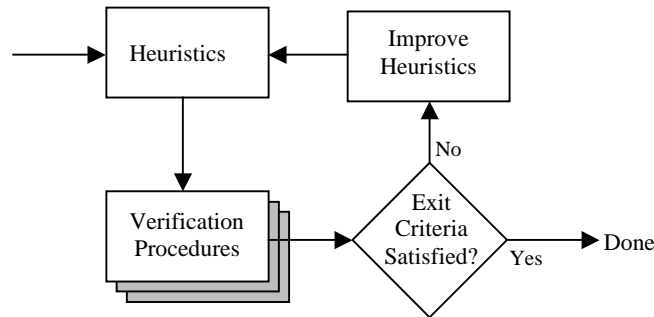 Heuristics
Improve
Heuristics
Verification
Procedures
Exit
Criteria
Satisfied?
No
Yes
Done